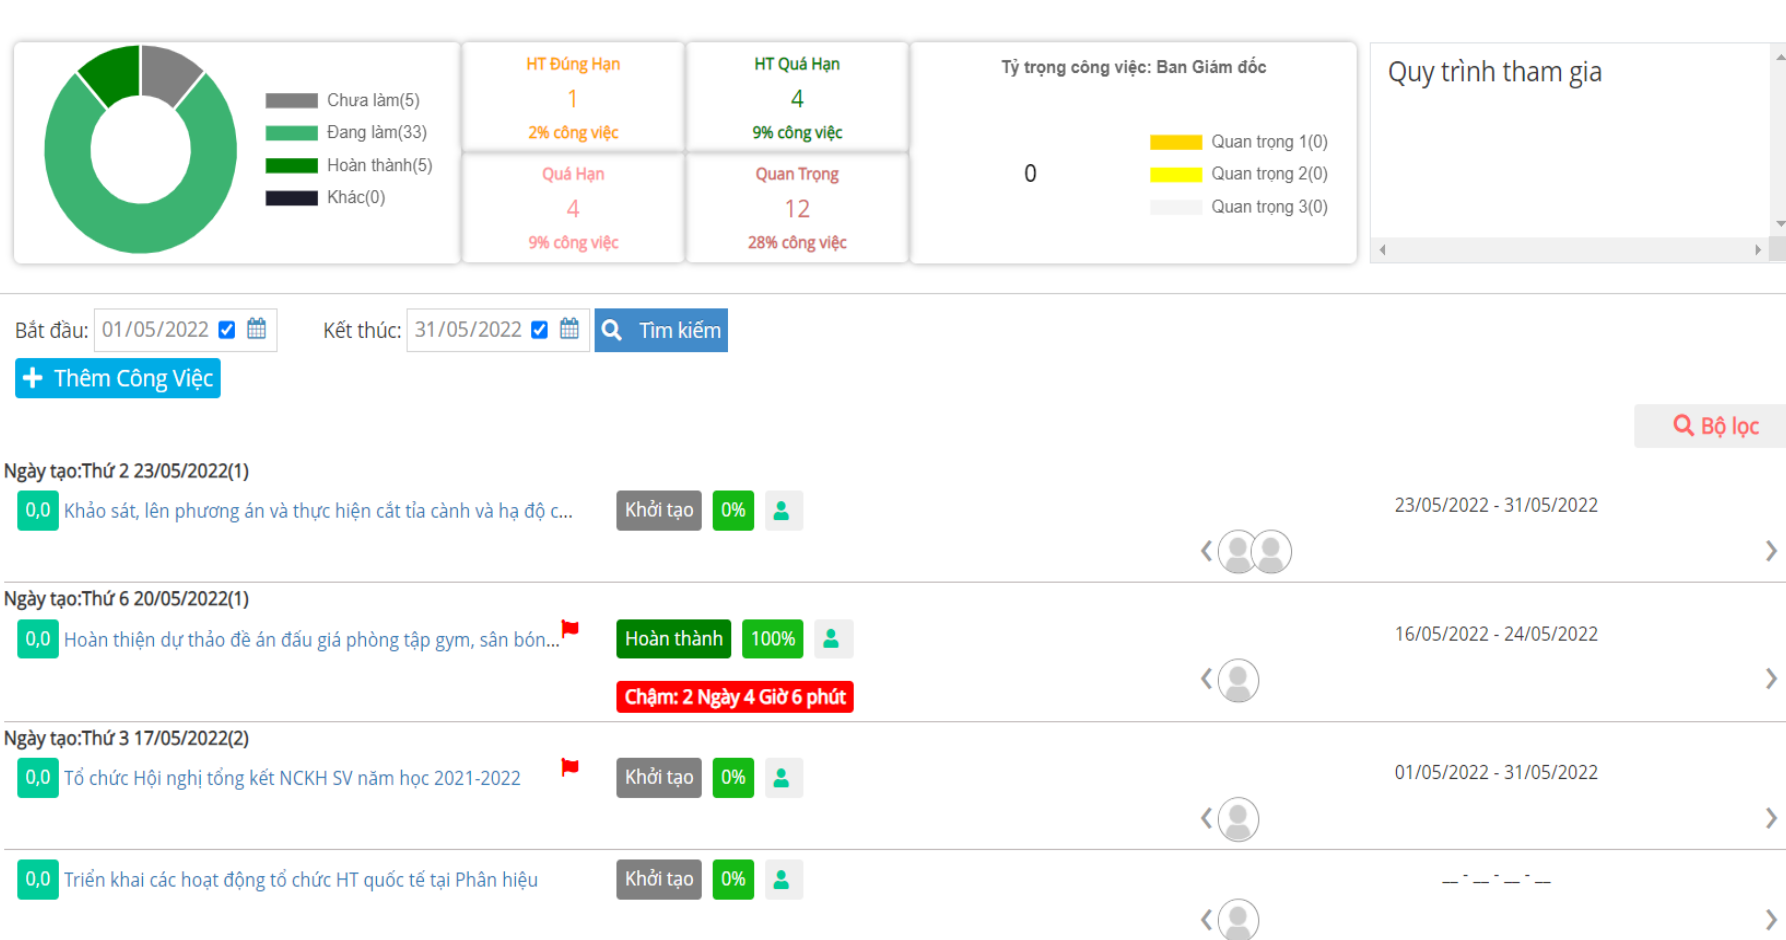 Chưa làm(5)
Đang làm(33)
Hoàn thành(5)
Khác(0)
HT Đúng Hạn
1
2% công việc
HT Quá Hạn
4
9% công việc
Quá Hạn
4
9% công việc
Quan Trọng
12
28% công việc
Tỷ trọng công việc: Ban Giám đốc
0
Quan trọng 1(0)
Quan trọng 2(0)
Quan trọng 3(0)
Quy trình tham gia
Bắt đầu: 01/05/2022 Kết thúc: 31/05/2022 Tìm kiếm
Thêm Công Việc
Bộ lọc
Ngày tạo:Thứ 2 23/05/2022(1)
0,0 Khảo sát, lên phương án và thực hiện cắt tỉa cành và hạ độ c... Khởi tạo 0% 23/05/2022 - 31/05/2022
Ngày tạo:Thứ 6 20/05/2022(1)
0,0 Hoàn thiện dự thảo đề án đấu giá phòng tập gym, sân bón... Hoàn thành 100% 16/05/2022 - 24/05/2022
Chậm: 2 Ngày 4 Giờ 6 phút
Ngày tạo:Thứ 3 17/05/2022(2)
0,0 Tổ chức Hội nghị tổng kết NCKH SV năm học 2021-2022 Khởi tạo 0% 01/05/2022 - 31/05/2022
0,0 Triển khai các hoạt động tổ chức HT quốc tế tại Phân hiệu Khởi tạo 0% __ - __ - __ - __